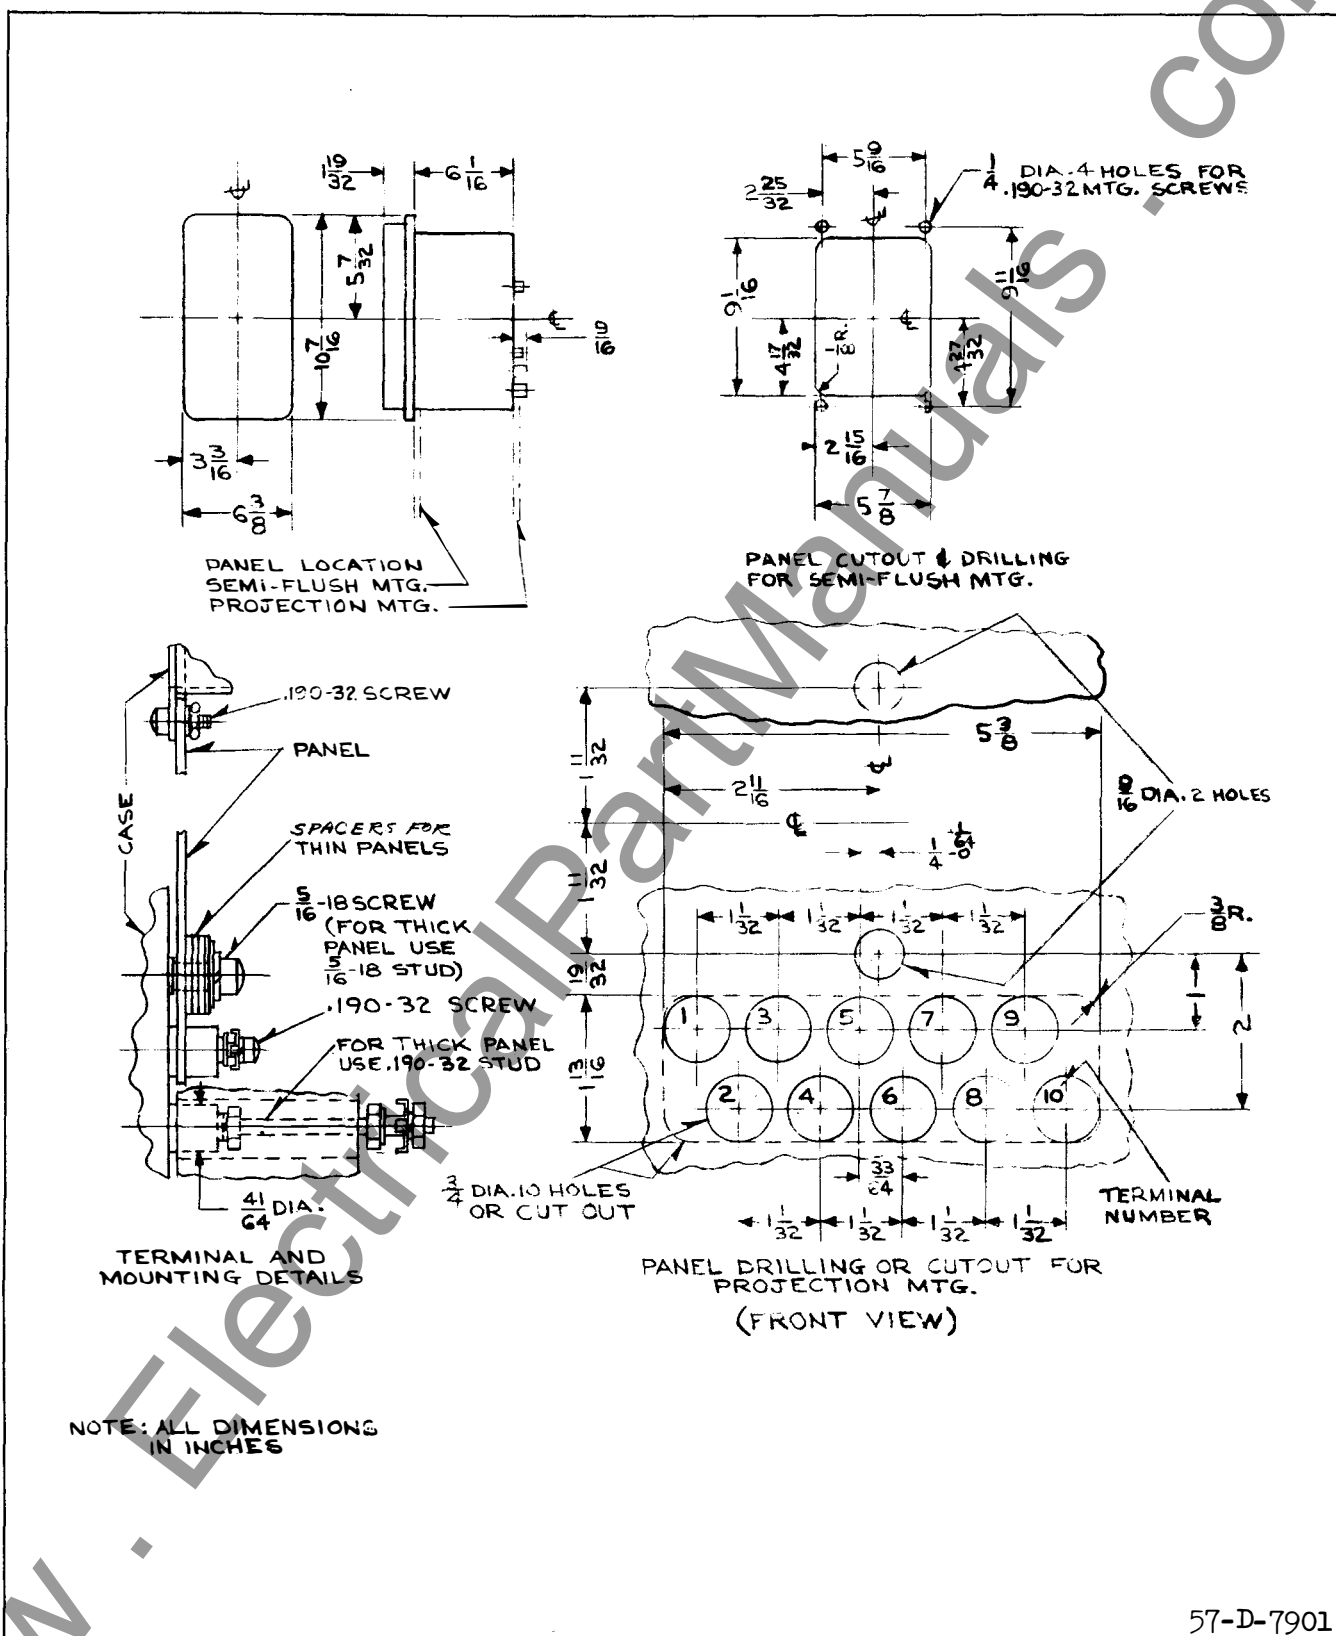 1 19/32
6 1/16
5 7/32
10 7/16
3 3/16
6 3/8
PANEL LOCATION
SEMI-FLUSH MTG.
PROJECTION MTG.
5 9/16
2 25/32
1/4 DIA. 4 HOLES FOR
.190-32 MTG. SCREWS
9 1/16
4 17/32
1/8 R.
9 11/16
4 27/32
2 15/16
5 7/8
PANEL CUTOUT & DRILLING
FOR SEMI-FLUSH MTG.
.190-32 SCREW
PANEL
CASE
SPACERS FOR
THIN PANELS
5/16-18 SCREW
(FOR THICK
PANEL USE
5/16-18 STUD)
.190-32 SCREW
FOR THICK PANEL
USE .190-32 STUD
41/64 DIA.
TERMINAL AND
MOUNTING DETAILS
5 3/8
2 11/16
9/16 DIA. 2 HOLES
1 11/32
1/4 +1/64 -0
1 11/32
1 1/32 1 1/32 1 1/32 1 1/32
3/8 R.
19/32
1
2
1 3/16
1 3 5 7 9
2 4 6 8 10
3/4 DIA. 10 HOLES
OR CUT OUT
33/64
1 1/32 1 1/32 1 1/32 1 1/32
TERMINAL
NUMBER
PANEL DRILLING OR CUTOUT FOR
PROJECTION MTG.
(FRONT VIEW)
NOTE: ALL DIMENSIONS
IN INCHES
57-D-7901
w . ElectricalPartManuals . co